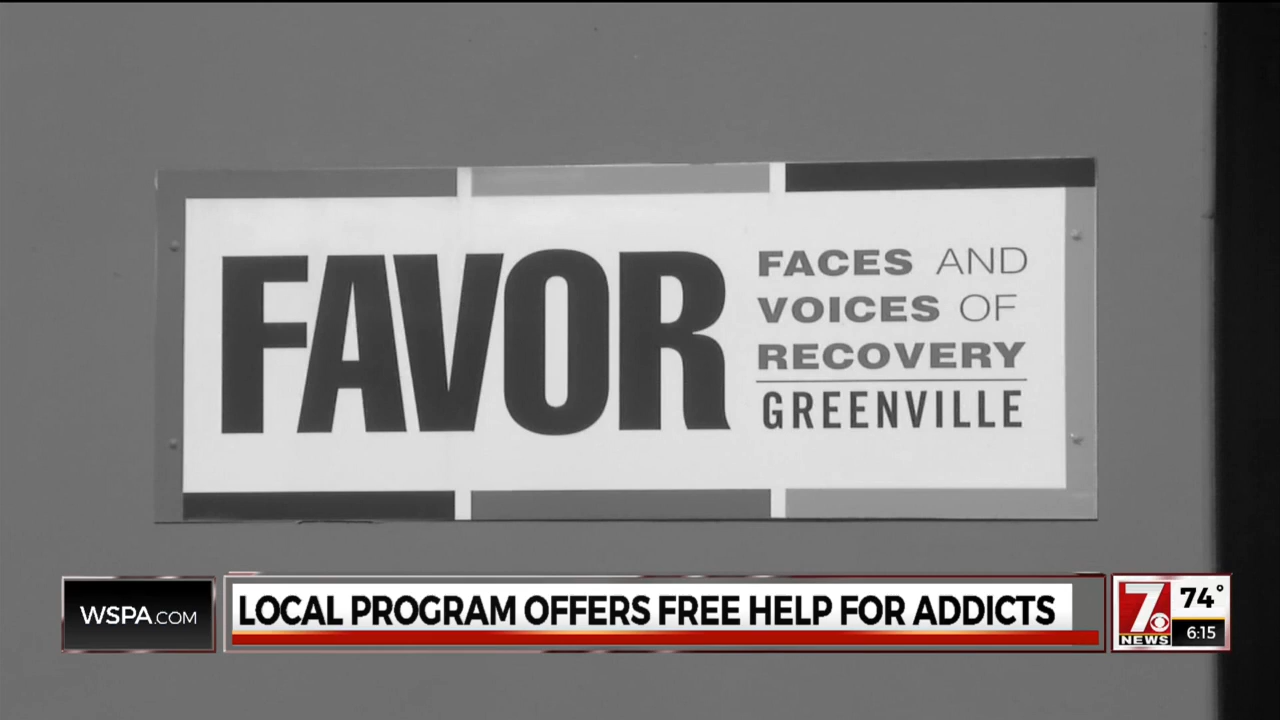 FAVOR
FACES AND
VOICES OF
RECOVERY
GREENVILLE
WSPA.COM
LOCAL PROGRAM OFFERS FREE HELP FOR ADDICTS
7
NEWS
74°
6:15